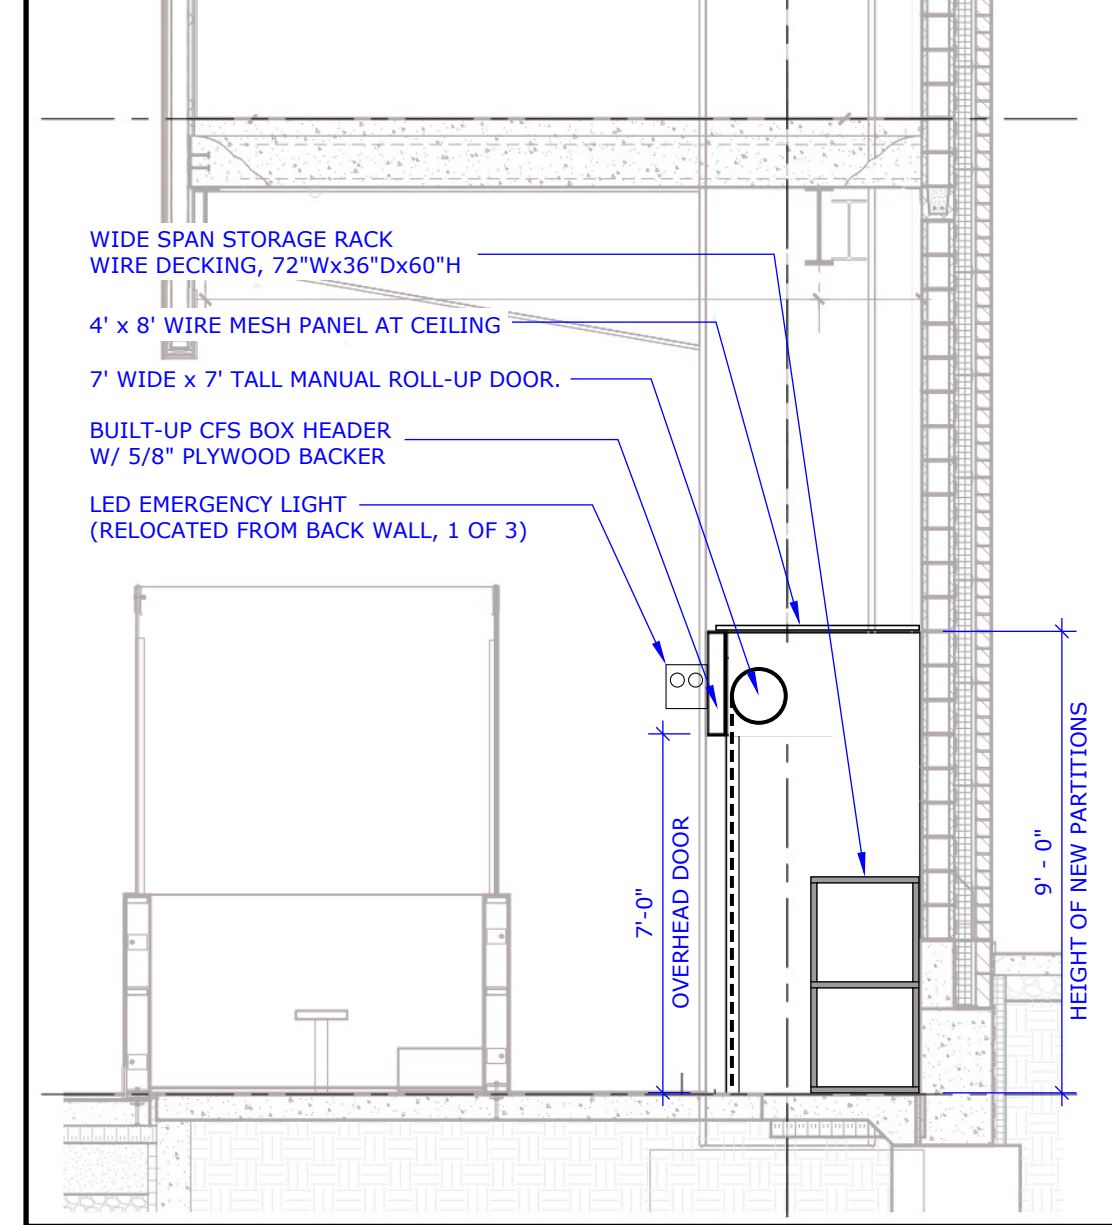 WIDE SPAN STORAGE RACK
WIRE DECKING, 72"Wx36"Dx60"H
4' x 8' WIRE MESH PANEL AT CEILING
7' WIDE x 7' TALL MANUAL ROLL-UP DOOR.
BUILT-UP CFS BOX HEADER
W/ 5/8" PLYWOOD BACKER
LED EMERGENCY LIGHT
(RELOCATED FROM BACK WALL, 1 OF 3)
7'-0"
OVERHEAD DOOR
9' - 0"
HEIGHT OF NEW PARTITIONS